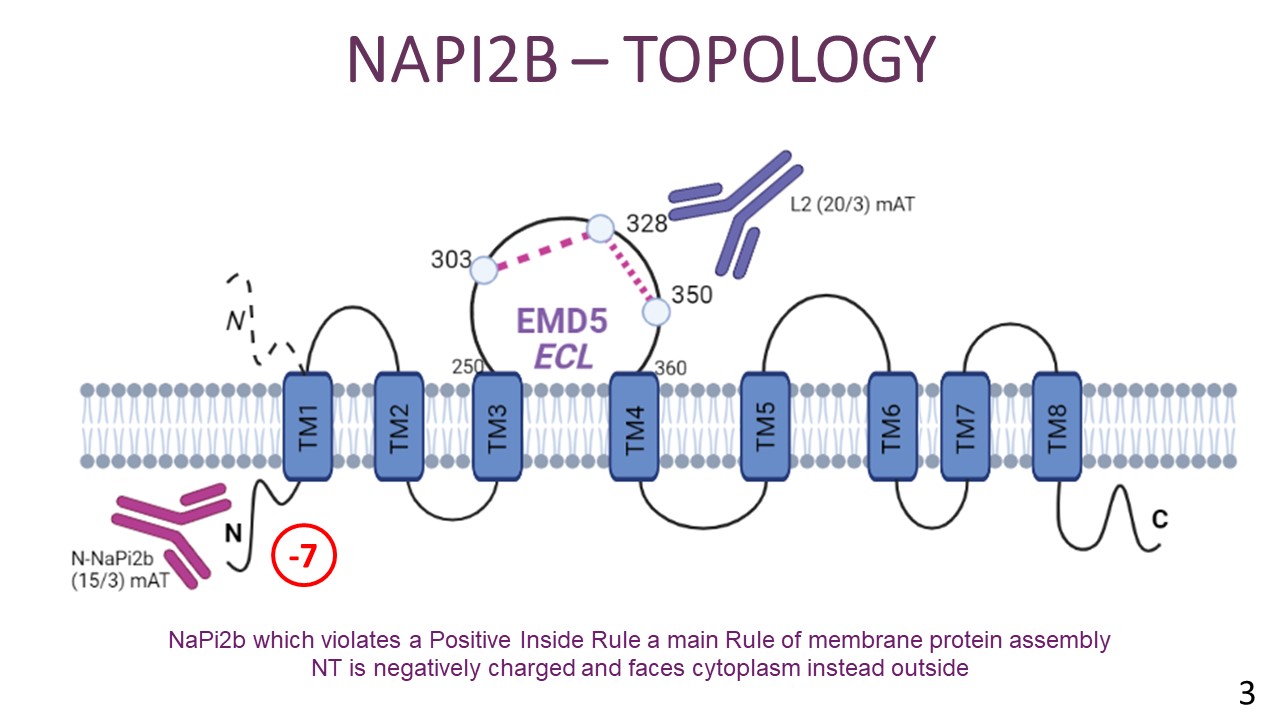 NAPI2B – TOPOLOGY
L2 (20/3) mAT
328
303
350
N
EMD5
ECL
250
360
TM1
TM2
TM3
TM4
TM5
TM6
TM7
TM8
N
-7
C
N-NaPi2b
(15/3) mAT
NaPi2b which violates a Positive Inside Rule a main Rule of membrane protein assembly
NT is negatively charged and faces cytoplasm instead outside
3